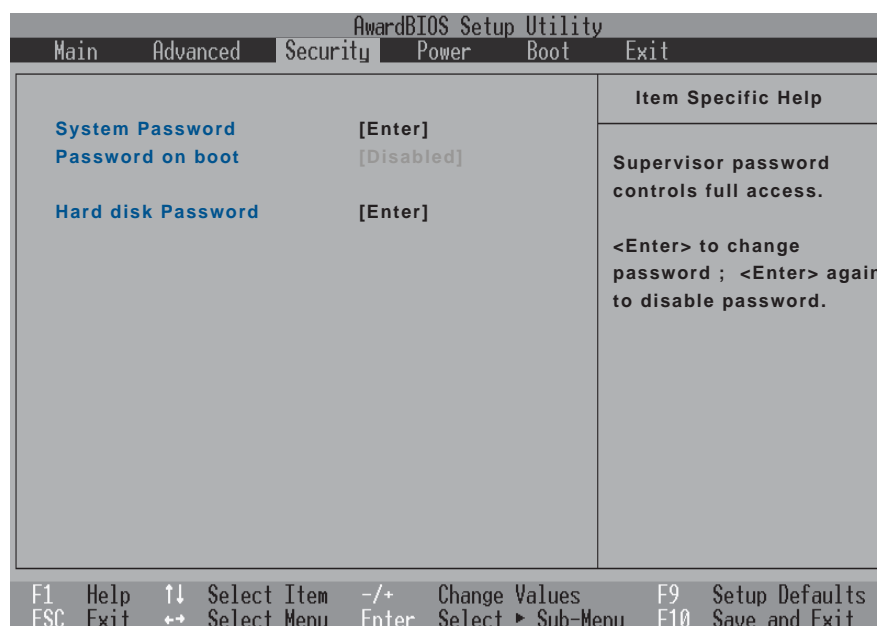 AwardBIOS Setup Utility
Main Advanced Security Power Boot Exit
System Password [Enter]
Password on boot [Disabled]
Hard disk Password [Enter]
Item Specific Help
Supervisor password
controls full access.
<Enter> to change
password ; <Enter> again
to disable password.
F1 Help ↑↓ Select Item -/+ Change Values F9 Setup Defaults
ESC Exit ←→ Select Menu Enter Select ▶ Sub-Menu F10 Save and Exit